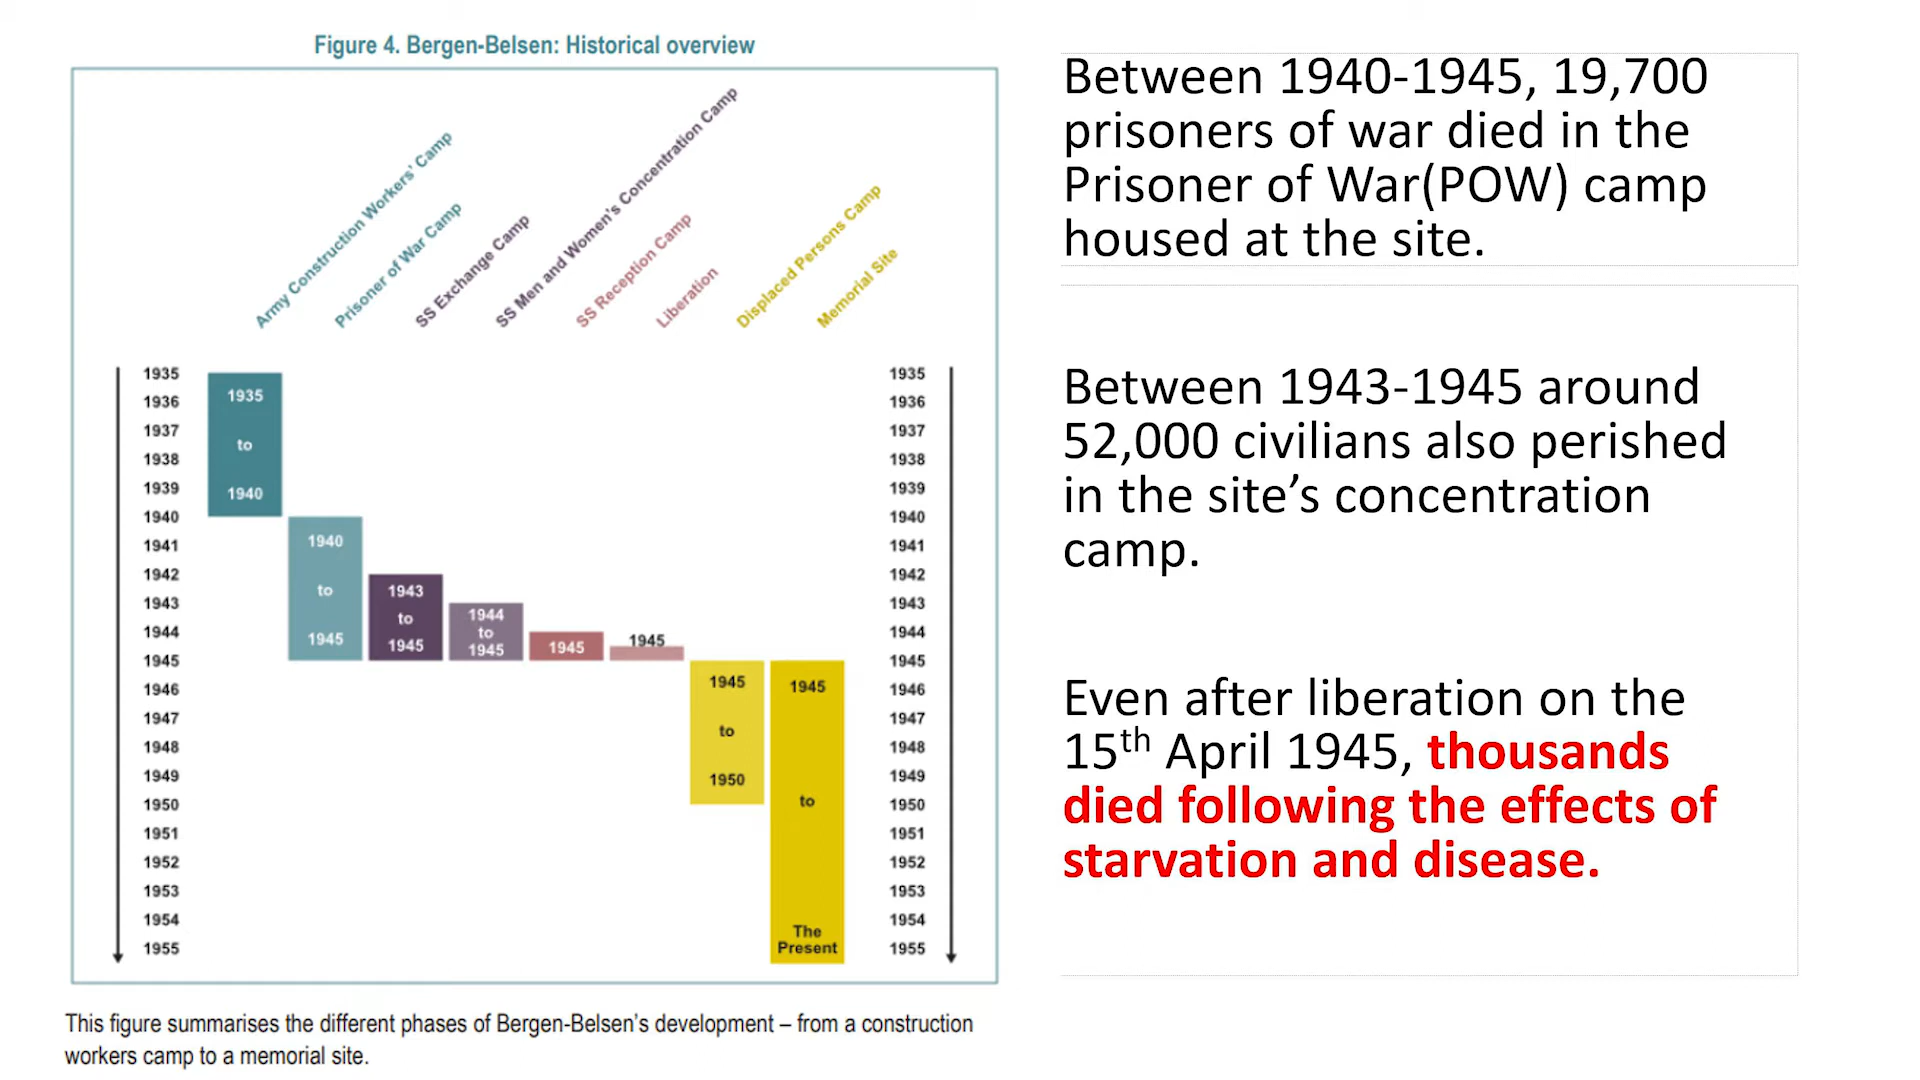 Figure 4. Bergen-Belsen: Historical overview
Army Construction Workers' Camp
Prisoner of War Camp
SS Exchange Camp
SS Men and Women's Concentration Camp
SS Reception Camp
Liberation
Displaced Persons Camp
Memorial Site
1935
1936
1937
1938
1939
1940
1941
1942
1943
1944
1945
1946
1947
1948
1949
1950
1951
1952
1953
1954
1955
1935
to
1940
1940
to
1945
1943
to
1945
1944
to
1945
1945
1945
1945
to
1950
1945
to
The
Present
1935
1936
1937
1938
1939
1940
1941
1942
1943
1944
1945
1946
1947
1948
1949
1950
1951
1952
1953
1954
1955
This figure summarises the different phases of Bergen-Belsen's development – from a construction
workers camp to a memorial site.
Between 1940-1945, 19,700
prisoners of war died in the
Prisoner of War(POW) camp
housed at the site.
Between 1943-1945 around
52,000 civilians also perished
in the site’s concentration
camp.
Even after liberation on the
15th April 1945, thousands
died following the effects of
starvation and disease.